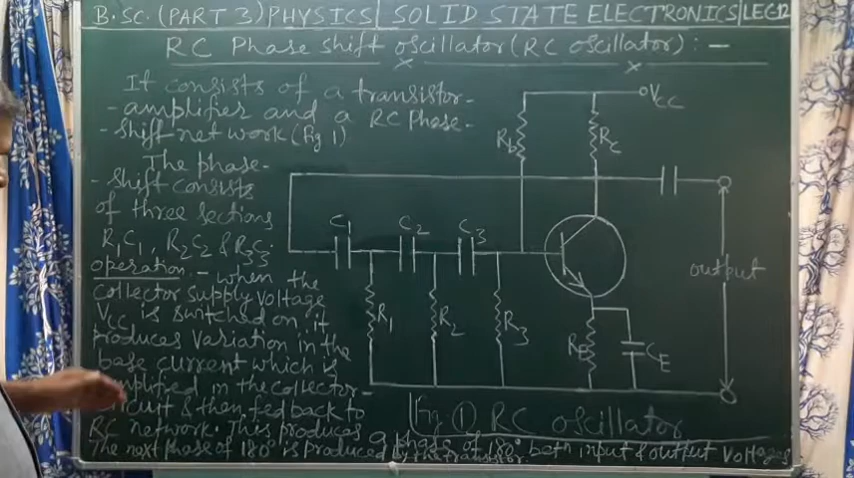 B.SC.(PART 3) PHYSICS| SOLID STATE ELECTRONICS|LEC12
RC Phase shift oscillator (RC oscillator) : —
It consists of a transistor-
- amplifier and a RC Phase-
- shift network (fig 1)
The phase-
- shift consists
of three sections
R1C1, R2C2 & R3C3.
operation - when the
collector supply voltage
VCC is switched on, it
produces variation in the
base current which is
amplified in the collector-
circuit & then fed back to
RC network. This produces a phase of 180° betn input & output voltages
The next phase of 180° is produced by the transistor.
VCC
Rb
RC
C1
C2
C3
R1
R2
R3
RE
CE
output
Fig ① RC oscillator